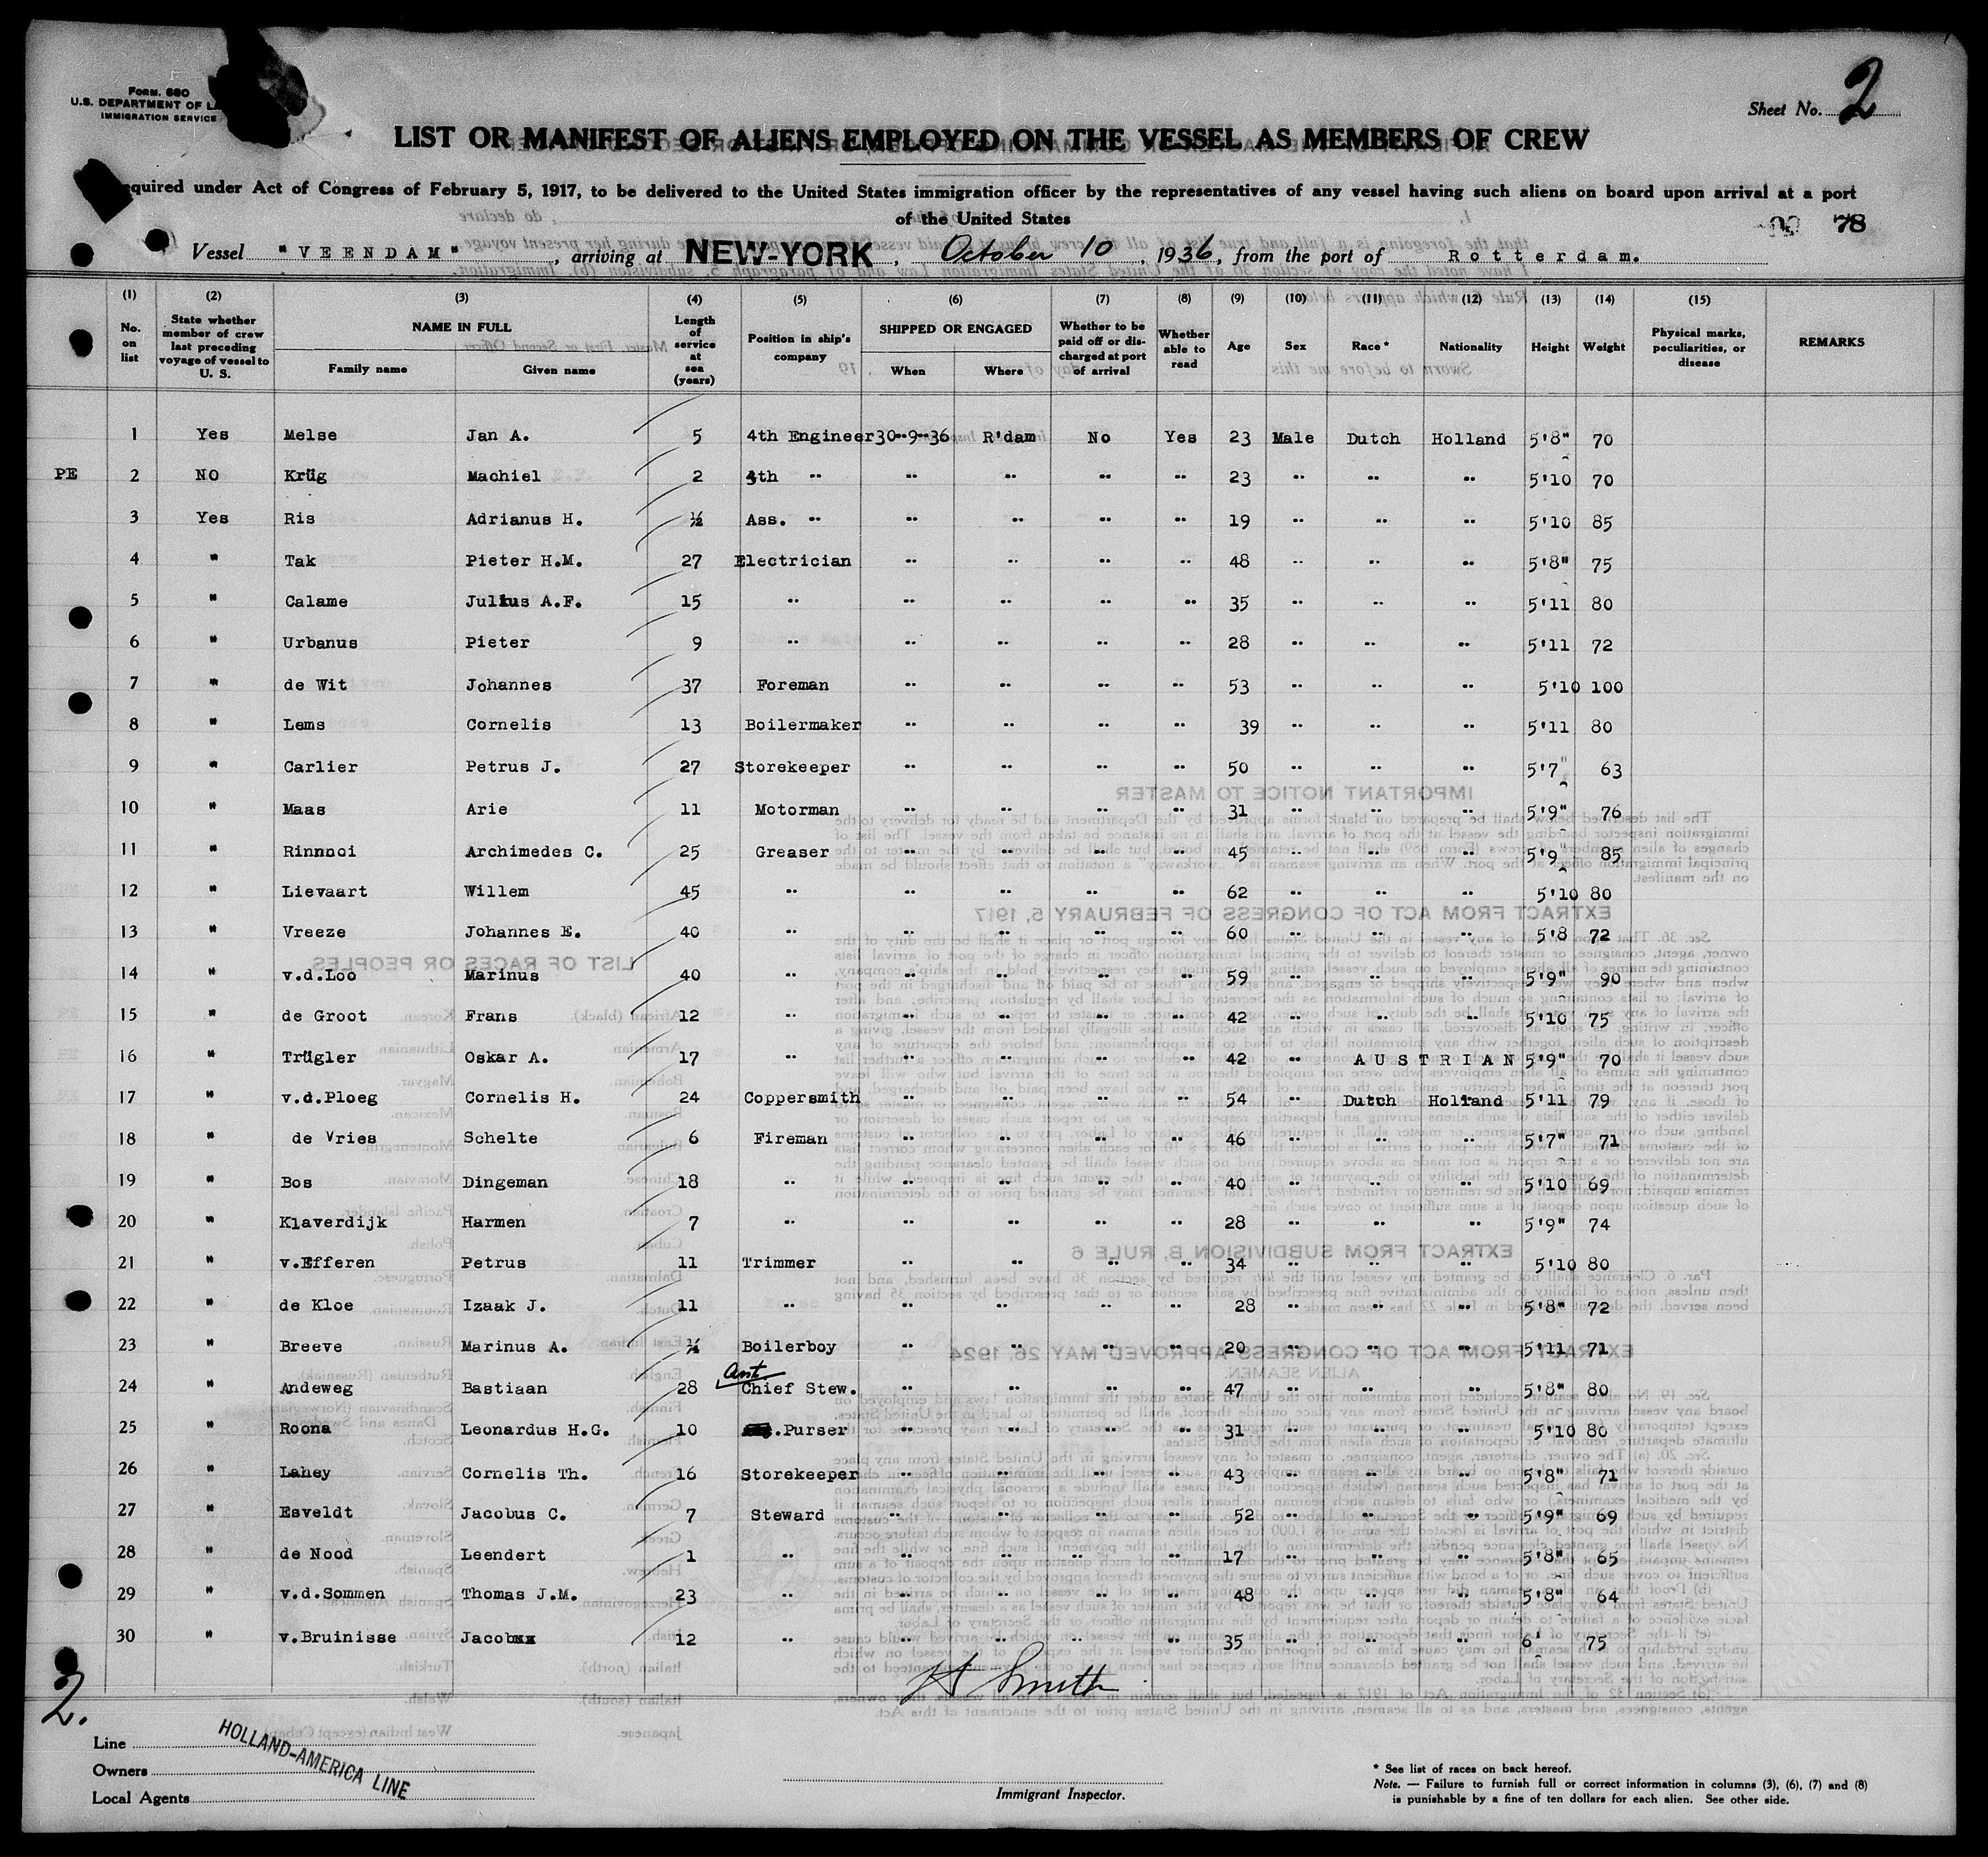 Form. 680
U.S. DEPARTMENT OF LA
IMMIGRATION SERVICE
Sheet No. 2
LIST OR MANIFEST OF ALIENS EMPLOYED ON THE VESSEL AS MEMBERS OF CREW
equired under Act of Congress of February 5, 1917, to be delivered to the United States immigration officer by the representatives of any vessel having such aliens on board upon arrival at a port
of the United States
78
Vessel "VEENDAM", arriving at NEW-YORK, October 10, 1936, from the port of Rotterdam.
(1) (2) (3) (4) (5) (6) (7) (8) (9) (10) (11) (12) (13) (14) (15)
No. on list | State whether member of crew last preceding voyage of vessel to U. S. | NAME IN FULL | Length of service at sea (years) | Position in ship's company | SHIPPED OR ENGAGED | Whether to be paid off or discharged at port of arrival | Whether able to read | Age | Sex | Race* | Nationality | Height | Weight | Physical marks, peculiarities, or disease | REMARKS
Family name | Given name | When | Where
1 Yes Melse Jan A. 5 4th Engineer 30-9-36 R'dam No Yes 23 Male Dutch Holland 5'8" 70
PE 2 NO Krüg Machiel 2 4th " " " " " 23 " " " 5'10 70
3 Yes Ris Adrianus H. ½ Ass. " " " " " 19 " " " 5'10 85
4 " Tak Pieter H.M. 27 Electrician " " " " 48 " " " 5'8" 75
5 " Calame Julius A.F. 15 " " " " " 35 " " " 5'11 80
6 " Urbanus Pieter 9 " " " " " 28 " " " 5'11 72
7 " de Wit Johannes 37 Foreman " " " " 53 " " " 5'10 100
8 " Lems Cornelis 13 Boilermaker " " " " 39 " " " 5'11 80
9 " Carlier Petrus J. 27 Storekeeper " " " " 50 " " " 5'7" 63
10 " Maas Arie 11 Motorman " " " " 31 " " " 5'9" 76
11 " Rinnooi Archimedes C. 25 Greaser " " " " 45 " " " 5'9" 85
12 " Lievaart Willem 45 " " " " " 62 " " " 5'10 80
13 " Vreeze Johannes E. 40 " " " " " 60 " " " 5'8 72
14 " v.d.Loo Marinus 40 " " " " " 59 " " " 5'9" 90
15 " de Groot Frans 12 " " " " " 42 " " " 5'10 75
16 " Trügler Oskar A. 17 " " " " " 42 " AUSTRIAN 5'9" 70
17 " v.d.Ploeg Cornelis H. 24 Coppersmith " " " " 54 " Dutch Holland 5'11 79
18 " de Vries Schelte 6 Fireman " " " " 46 " " " 5'7" 71
19 " Bos Dingeman 18 " " " " " 40 " " " 5'10 69
20 " Klaverdijk Harmen 7 " " " " " 28 " " " 5'9" 74
21 " v.Efferen Petrus 11 Trimmer " " " " 34 " " " 5'10 80
22 " de Kloe Izaak J. 11 " " " " " 28 " " " 5'8" 72
23 " Breeve Marinus A. Boilerboy " " " " 20 " " " 5'11 71
24 " Andeweg Bastiaan 28 Asst Chief Stew. " " " " 47 " " " 5'8" 80
25 " Roona Leonardus H.G. 10 .Purser " " " " 31 " " " 5'10 80
26 " Lahey Cornelis Th. 16 Storekeeper " " " " 43 " " " 5'8" 71
27 " Esveldt Jacobus C. 7 Steward " " " " 52 " " " 5'9" 69
28 " de Nood Leendert 1 " " " " " 17 " " " 5'8" 65
29 " v.d.Sommen Thomas J.M. 23 " " " " " 48 " " " 5'8" 64
30 " v.Bruinisse Jacobxx 12 " " " " " 35 " " " 6' 75
H Smith
2.
Line
Owners
Local Agents
HOLLAND-AMERICA LINE
Immigrant Inspector.
* See list of races on back hereof.
Note. — Failure to furnish full or correct information in columns (3), (6), (7) and (8)
is punishable by a fine of ten dollars for each alien. See other side.